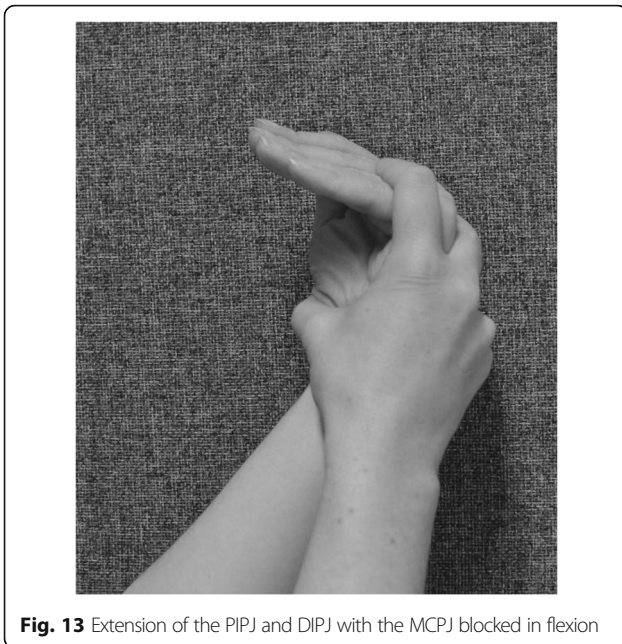 Fig. 13 Extension of the PIPJ and DIPJ with the MCPJ blocked in flexion